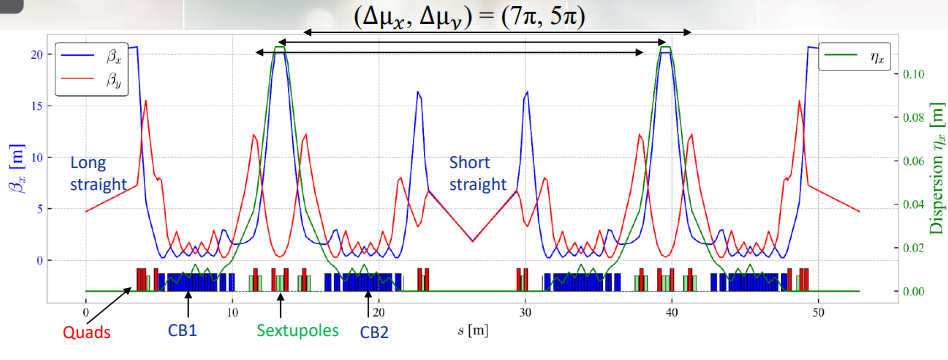 (Δμx, Δμν) = (7π, 5π)
βx
βy
ηx
20
15
10
5
0
βx [m]
0.10
0.08
0.06
0.04
0.02
0.00
Dispersion ηx [m]
Long
straight
Short
straight
0
10
20
30
40
50
s [m]
Quads
CB1
Sextupoles
CB2